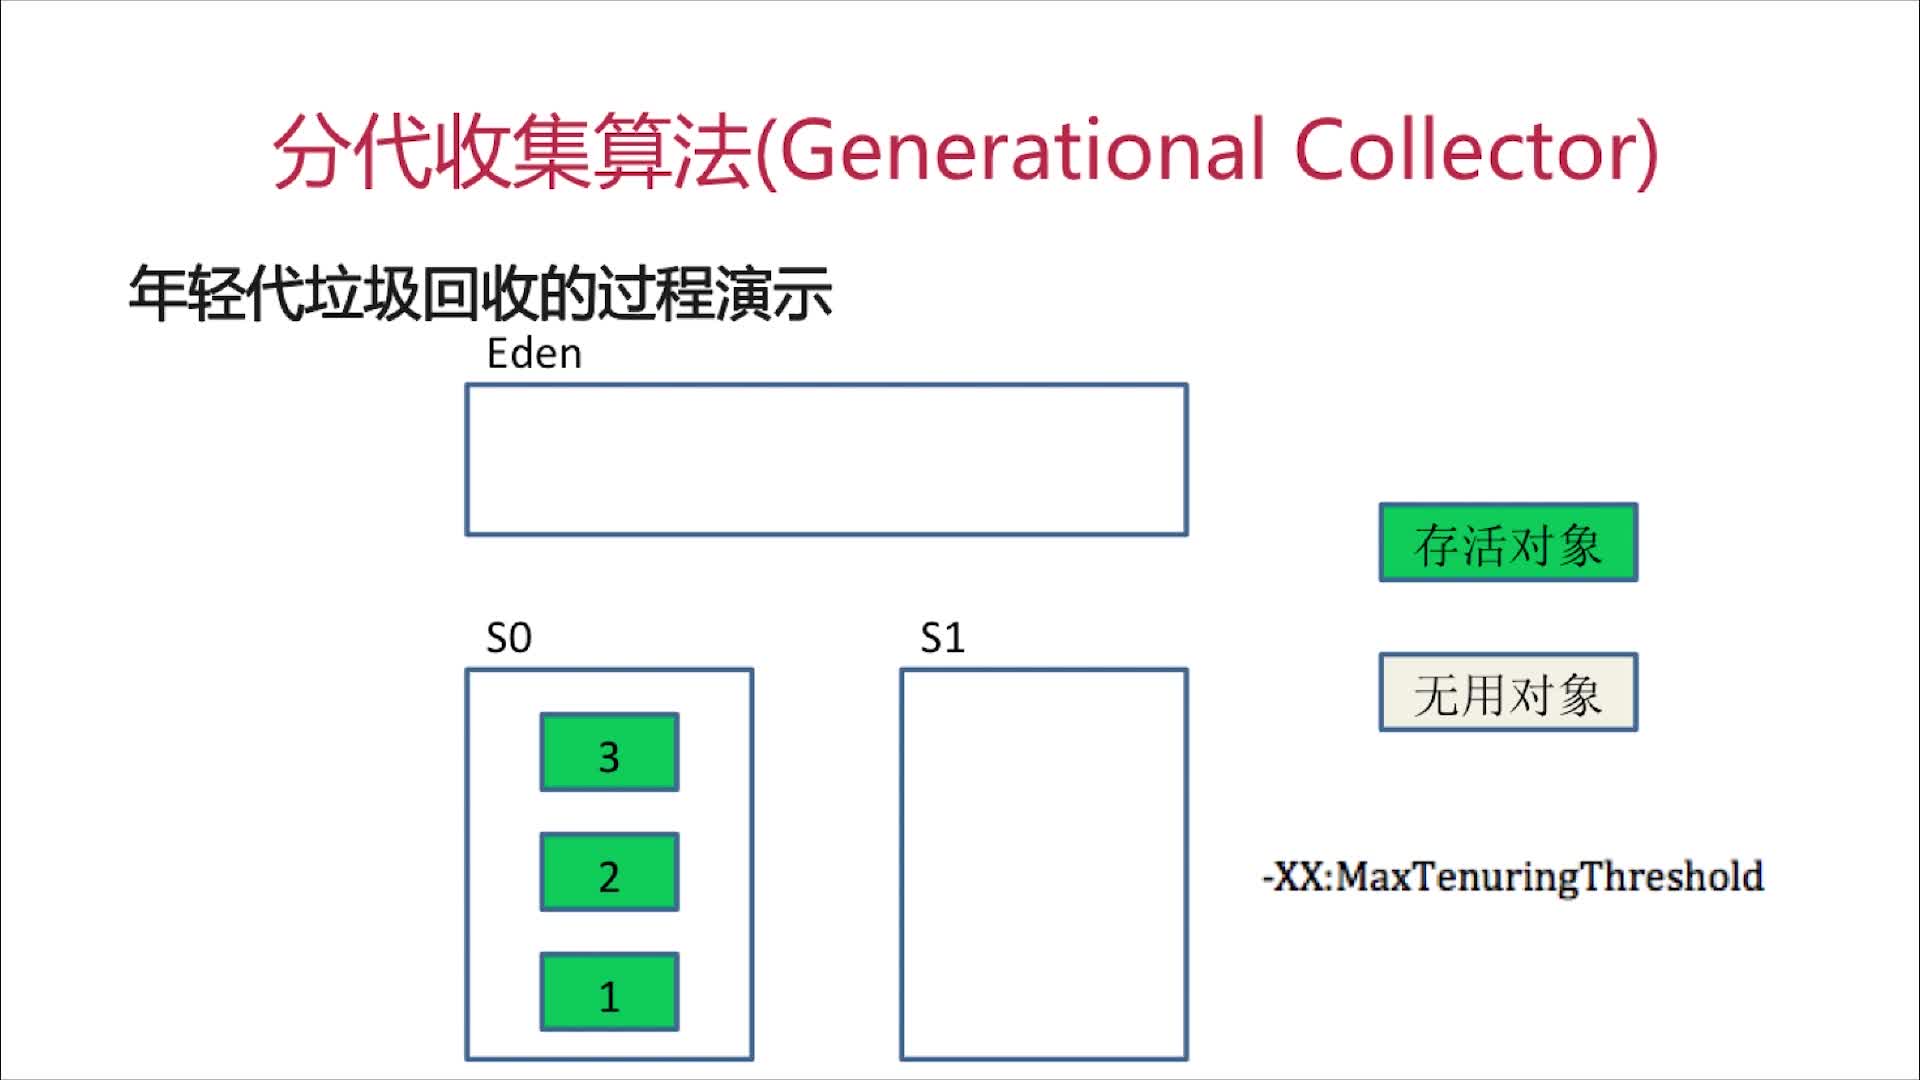 分代收集算法(Generational Collector)
年轻代垃圾回收的过程演示
Eden
存活对象
S0
S1
无用对象
3
2
-XX:MaxTenuringThreshold
1